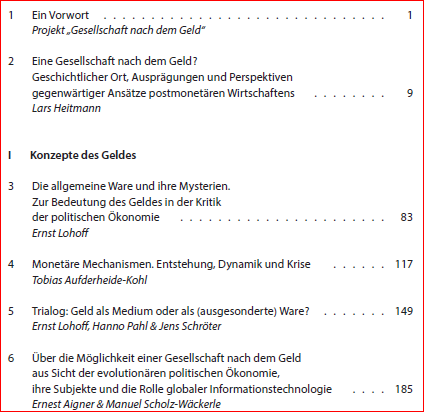 1 Ein Vorwort . . . . . . . . . . . . . . . . . . . . . . . . . . . . . . 1
Projekt „Gesellschaft nach dem Geld“
2 Eine Gesellschaft nach dem Geld?
Geschichtlicher Ort, Ausprägungen und Perspektiven
gegenwärtiger Ansätze postmonetären Wirtschaftens . . . . . . . . 9
Lars Heitmann
I Konzepte des Geldes
3 Die allgemeine Ware und ihre Mysterien.
Zur Bedeutung des Geldes in der Kritik
der politischen Ökonomie . . . . . . . . . . . . . . . . . . . . . . 83
Ernst Lohoff
4 Monetäre Mechanismen. Entstehung, Dynamik und Krise . . . . . . 117
Tobias Aufderheide-Kohl
5 Trialog: Geld als Medium oder als (ausgesonderte) Ware? . . . . . . . 149
Ernst Lohoff, Hanno Pahl & Jens Schröter
6 Über die Möglichkeit einer Gesellschaft nach dem Geld
aus Sicht der evolutionären politischen Ökonomie,
ihre Subjekte und die Rolle globaler Informationstechnologie . . . . 185
Ernest Aigner & Manuel Scholz-Wäckerle